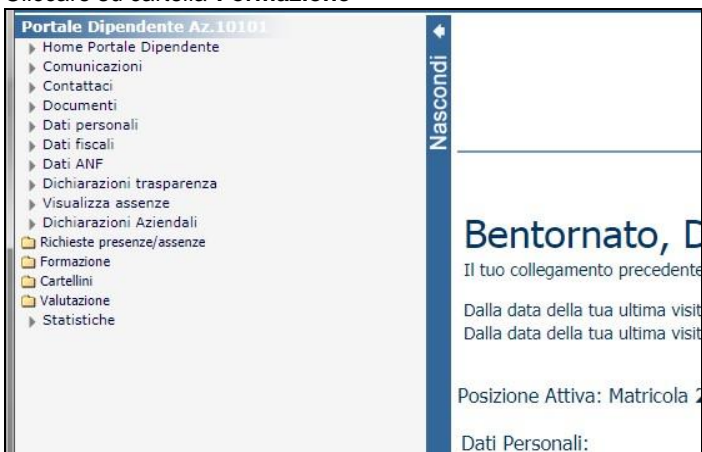 Cliccare su cartella Formazione
Portale Dipendente Az.10101
Home Portale Dipendente
Comunicazioni
Contattaci
Documenti
Dati personali
Dati fiscali
Dati ANF
Dichiarazioni trasparenza
Visualizza assenze
Dichiarazioni Aziendali
Richieste presenze/assenze
Formazione
Cartellini
Valutazione
Statistiche
Nascondi
Bentornato, D
Il tuo collegamento precedente
Dalla data della tua ultima visit
Dalla data della tua ultima visit
Posizione Attiva: Matricola 2
Dati Personali: